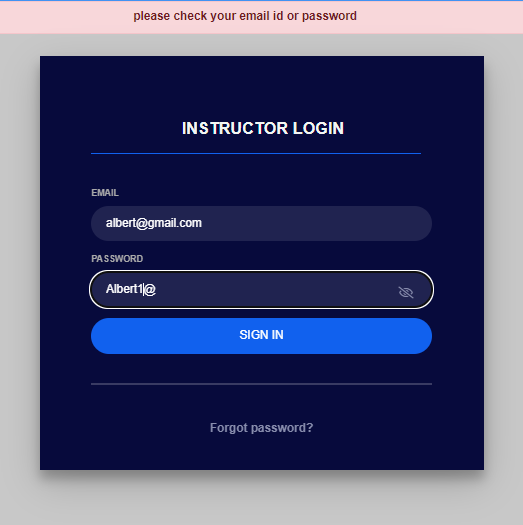 please check your email id or password
INSTRUCTOR LOGIN
EMAIL
albert@gmail.com
PASSWORD
Albert1@
SIGN IN
Forgot password?